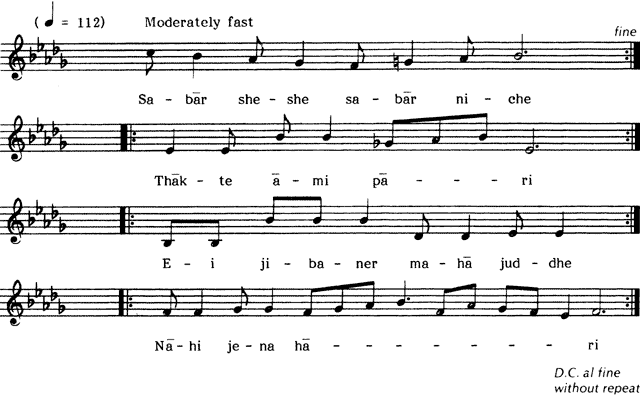 (♩ = 112) Moderately fast
fine
Sa - bār she - she sa - bār ni - che
Thāk - te ā - mi pā - - - ri
E - i ji - ba - ner ma - hā jud - dhe
Nā - hi je - na hā - - - - - - - ri
D.C. al fine
without repeat